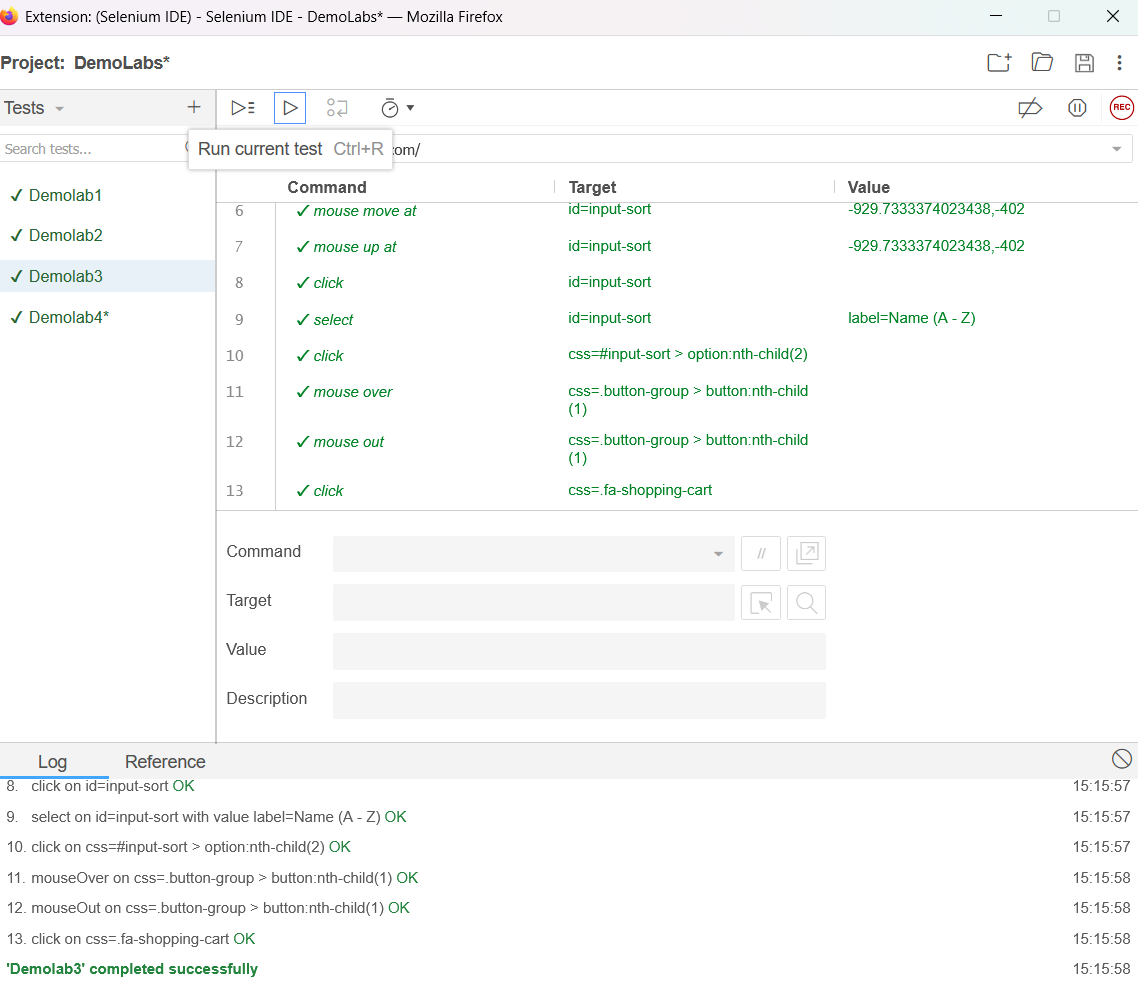 Extension: (Selenium IDE) - Selenium IDE - DemoLabs* — Mozilla Firefox
Project: DemoLabs*
Tests
REC
Search tests...
Run current test Ctrl+R
com/
Command Target Value
6 mouse move at id=input-sort -929.7333374023438,-402
7 mouse up at id=input-sort -929.7333374023438,-402
8 click id=input-sort
9 select id=input-sort label=Name (A - Z)
10 click css=#input-sort > option:nth-child(2)
11 mouse over css=.button-group > button:nth-child
(1)
12 mouse out css=.button-group > button:nth-child
(1)
13 click css=.fa-shopping-cart
✓ Demolab1
✓ Demolab2
✓ Demolab3
✓ Demolab4*
Command
//
Target
Value
Description
Log Reference
8. click on id=input-sort OK 15:15:57
9. select on id=input-sort with value label=Name (A - Z) OK 15:15:57
10. click on css=#input-sort > option:nth-child(2) OK 15:15:57
11. mouseOver on css=.button-group > button:nth-child(1) OK 15:15:58
12. mouseOut on css=.button-group > button:nth-child(1) OK 15:15:58
13. click on css=.fa-shopping-cart OK 15:15:58
'Demolab3' completed successfully 15:15:58